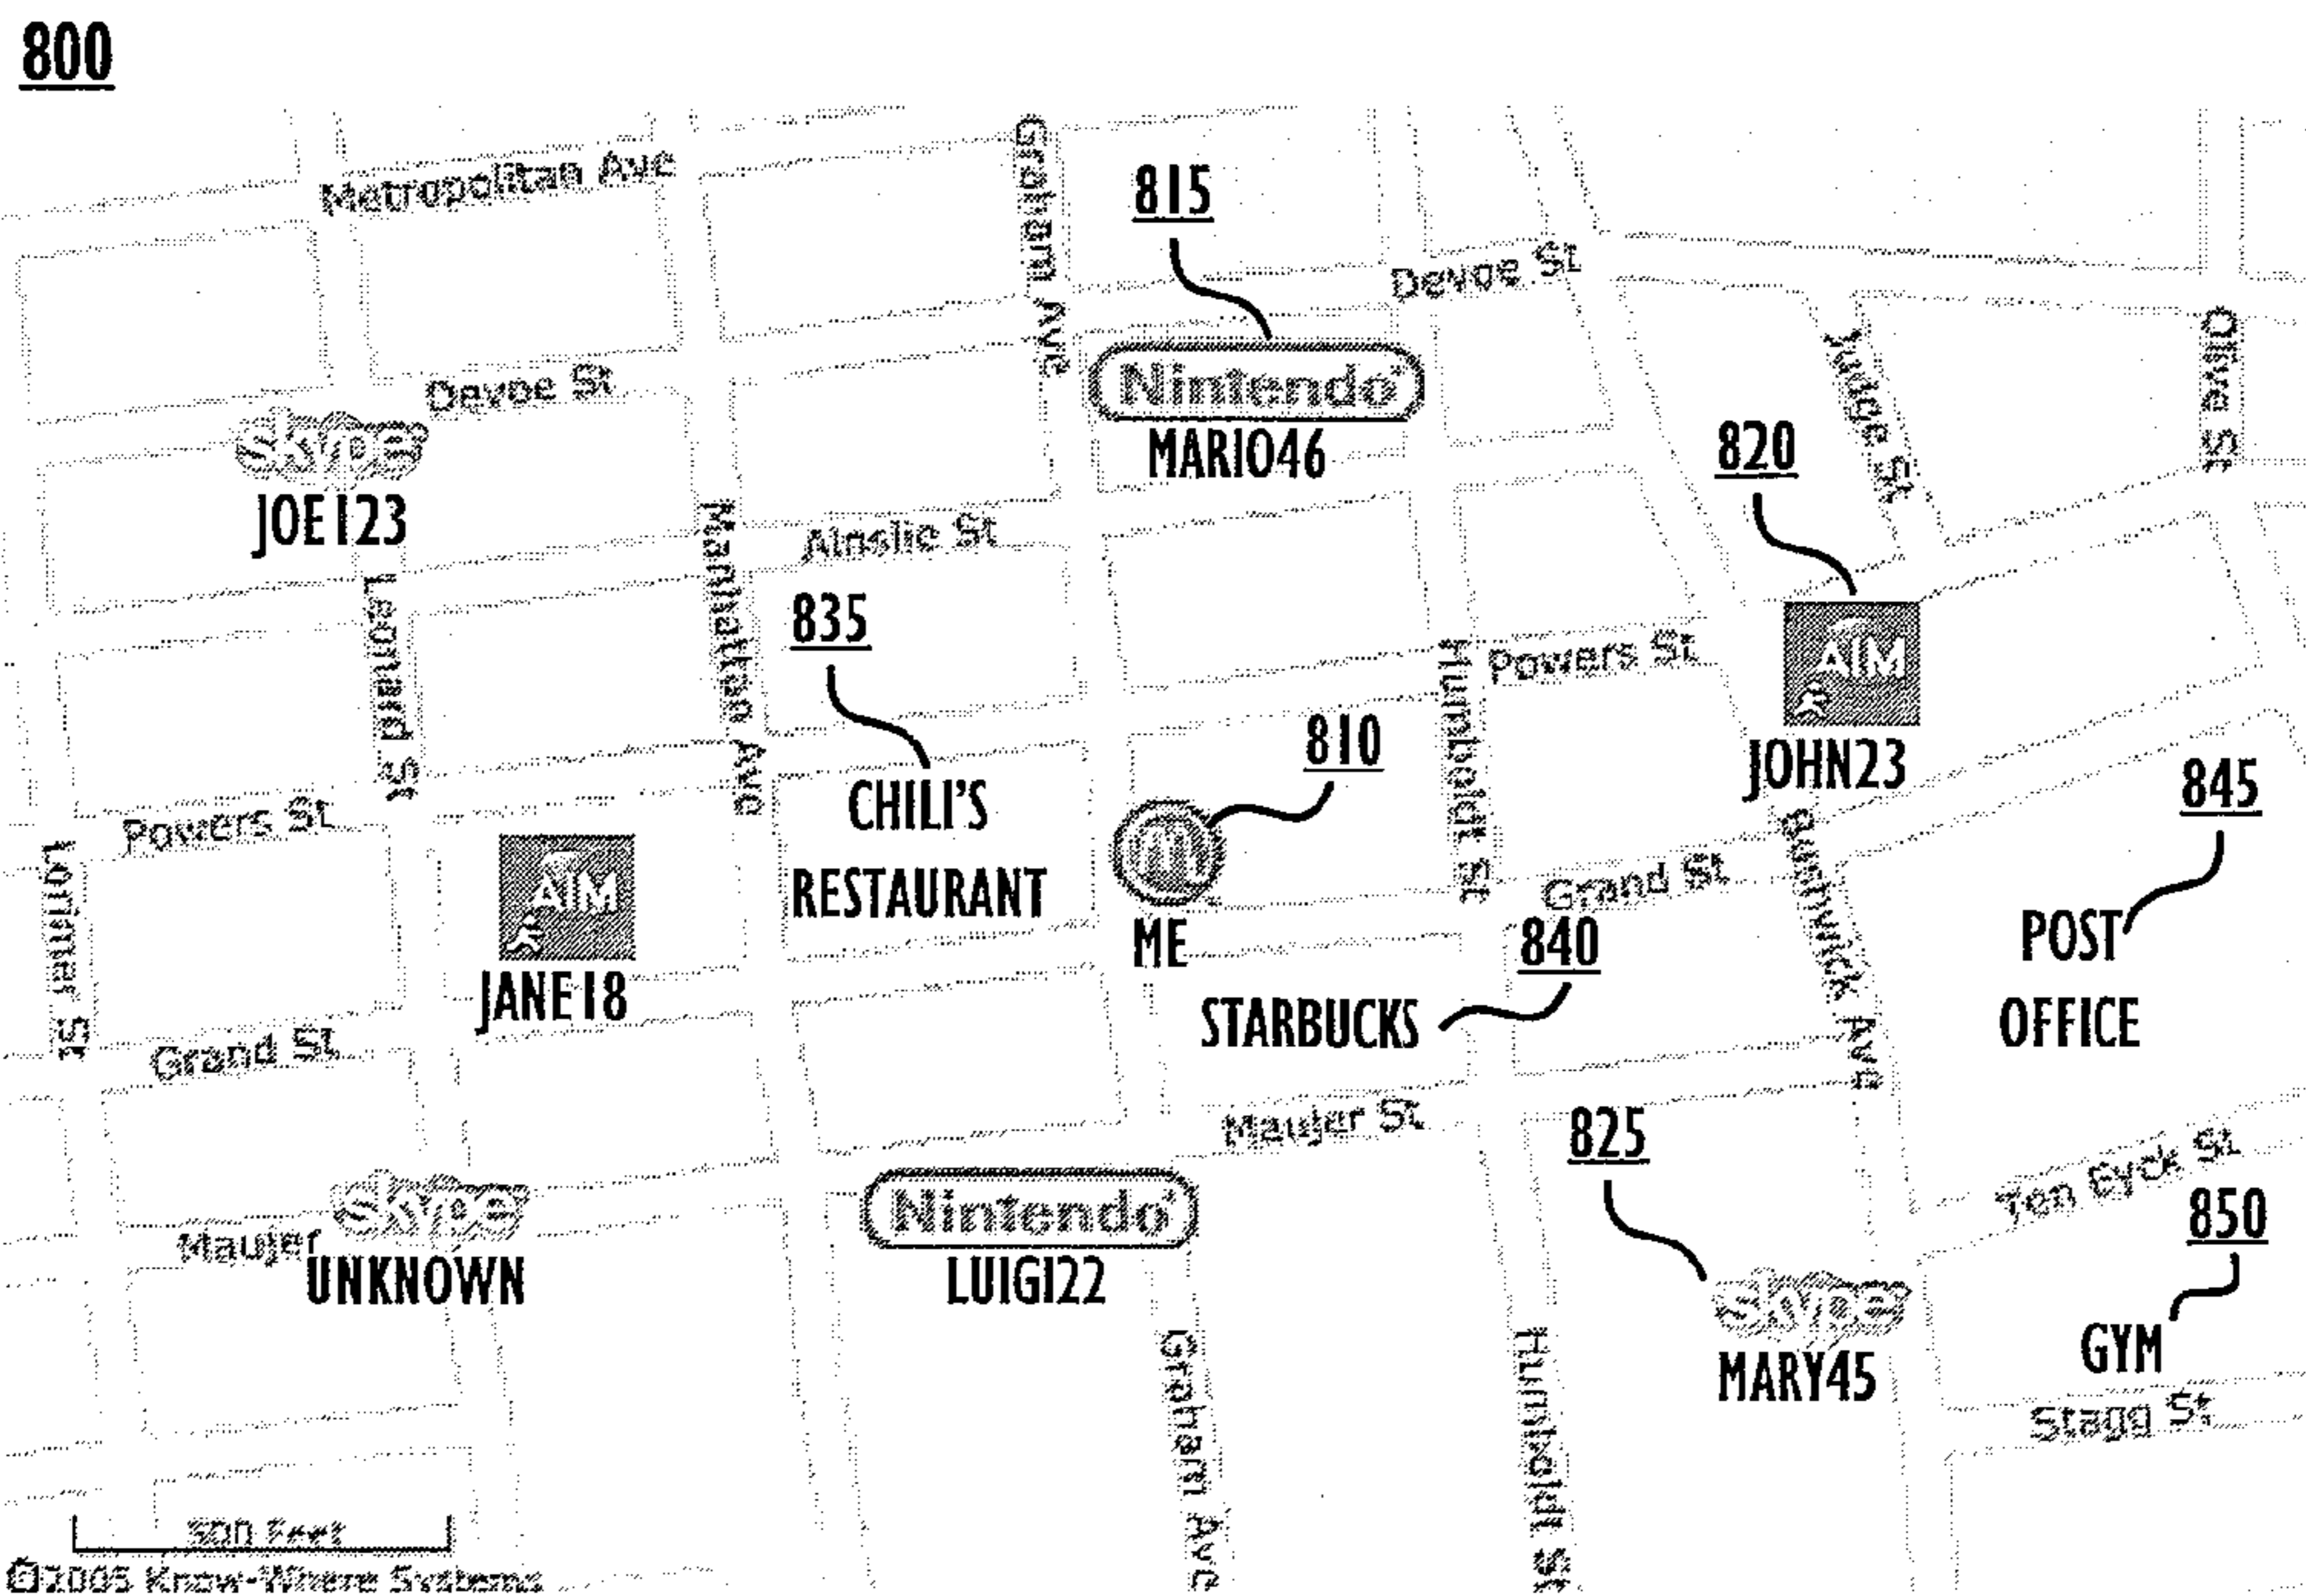 800
Metropolitan Ave
Graham Ave
815
Devoe St
Nintendo
MARIO46
Judge St
Olive St
Devoe St
skype
JOE123
820
Manhattan Ave
Ainslie St
Leonard St
835
Humboldt St
Powers St
AIM
JOHN23
810
CHILI'S
RESTAURANT
845
Powers St
Lorimer St
AIM
JANE18
m
ME
Grand St
840
Bushwick Ave
POST
OFFICE
STARBUCKS
Grand St
Maujer St
825
Ten Eyck St
850
skype
Maujer
UNKNOWN
Nintendo
LUIGI22
skype
MARY45
GYM
Graham Ave
Humboldt St
Stagg St
500 Feet
©2005 Know-Where Systems